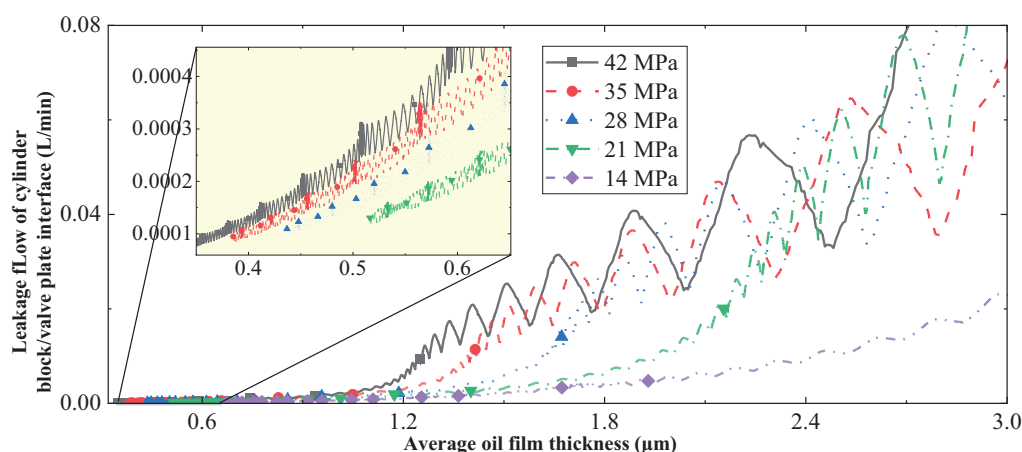 Leakage fLow of cylinder
block/valve plate interface (L/min)
0.08
0.04
0.00
0.0004
0.0003
0.0002
0.0001
0.4
0.5
0.6
42 MPa
35 MPa
28 MPa
21 MPa
14 MPa
0.6
1.2
1.8
2.4
3.0
Average oil film thickness (μm)